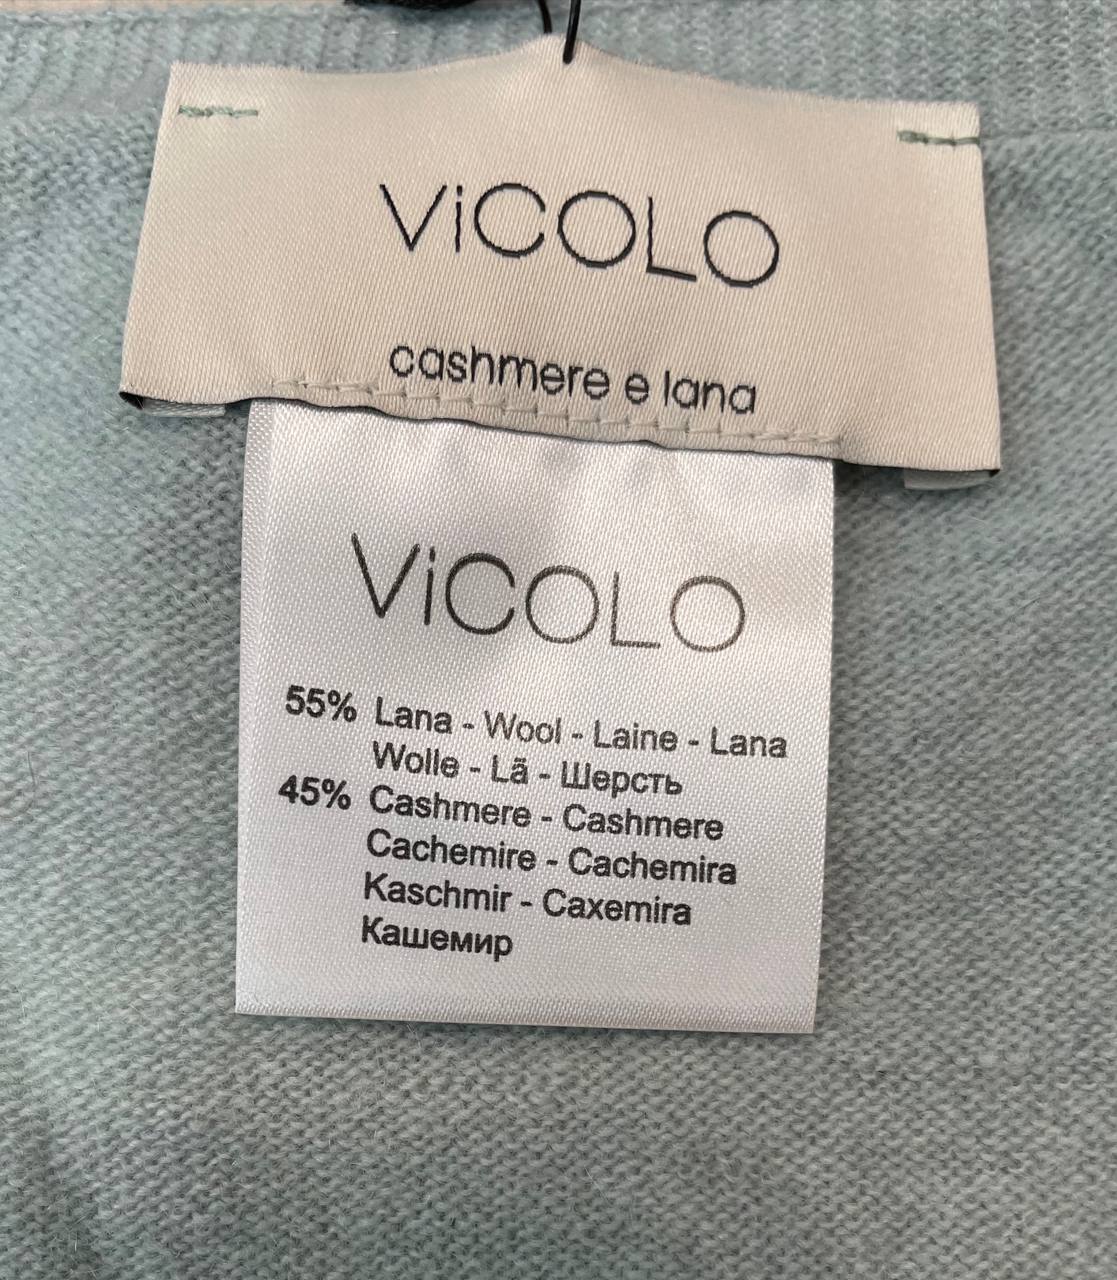 ViCOLO
cashmere e lana
ViCOLO
55% Lana - Wool - Laine - Lana
Wolle - Lã - Шерсть
45% Cashmere - Cashmere
Cachemire - Cachemira
Kaschmir - Caxemira
Кашемир